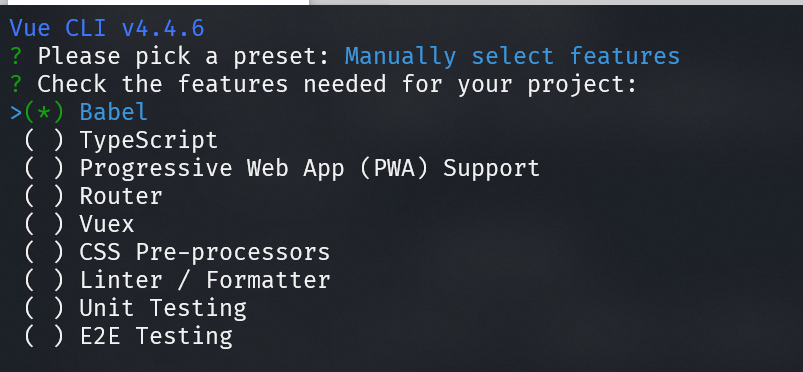 Vue CLI v4.4.6
? Please pick a preset: Manually select features
? Check the features needed for your project:
>(*) Babel
( ) TypeScript
( ) Progressive Web App (PWA) Support
( ) Router
( ) Vuex
( ) CSS Pre-processors
( ) Linter / Formatter
( ) Unit Testing
( ) E2E Testing